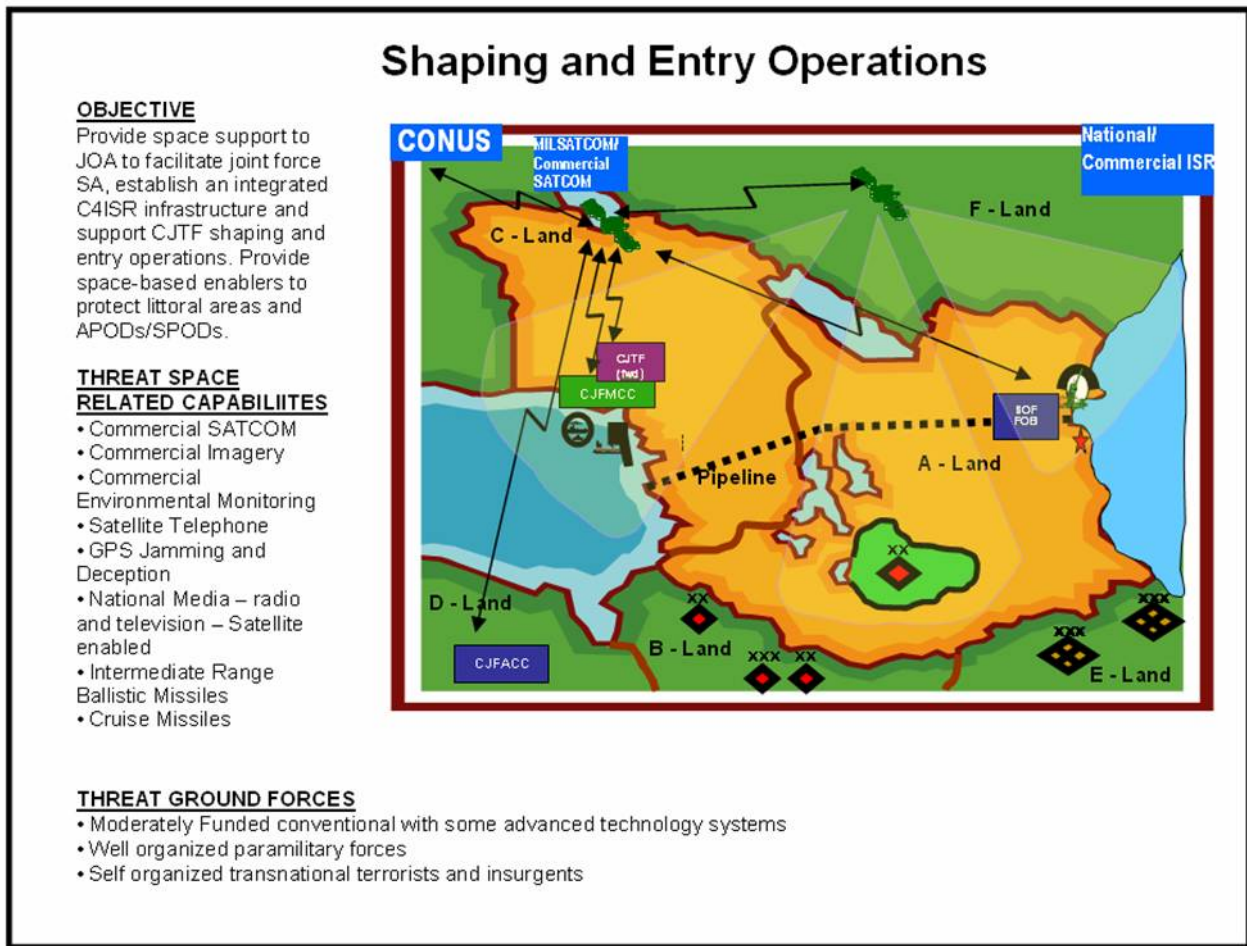 Shaping and Entry Operations
OBJECTIVE
Provide space support to
JOA to facilitate joint force
SA, establish an integrated
C4ISR infrastructure and
support CJTF shaping and
entry operations. Provide
space-based enablers to
protect littoral areas and
APODs/SPODs.
THREAT SPACE
RELATED CAPABILIITES
• Commercial SATCOM
• Commercial Imagery
• Commercial
Environmental Monitoring
• Satellite Telephone
• GPS Jamming and
Deception
• National Media – radio
and television – Satellite
enabled
• Intermediate Range
Ballistic Missiles
• Cruise Missiles
CONUS
MILSATCOM/
Commercial
SATCOM
National/
Commercial ISR
F - Land
C - Land
CJTF
(fwd)
CJFMCC
SOF
FOB
A - Land
Pipeline
XX
D - Land
XX
B - Land
XXX
XX
XXX
XXX
E - Land
CJFACC
THREAT GROUND FORCES
• Moderately Funded conventional with some advanced technology systems
• Well organized paramilitary forces
• Self organized transnational terrorists and insurgents